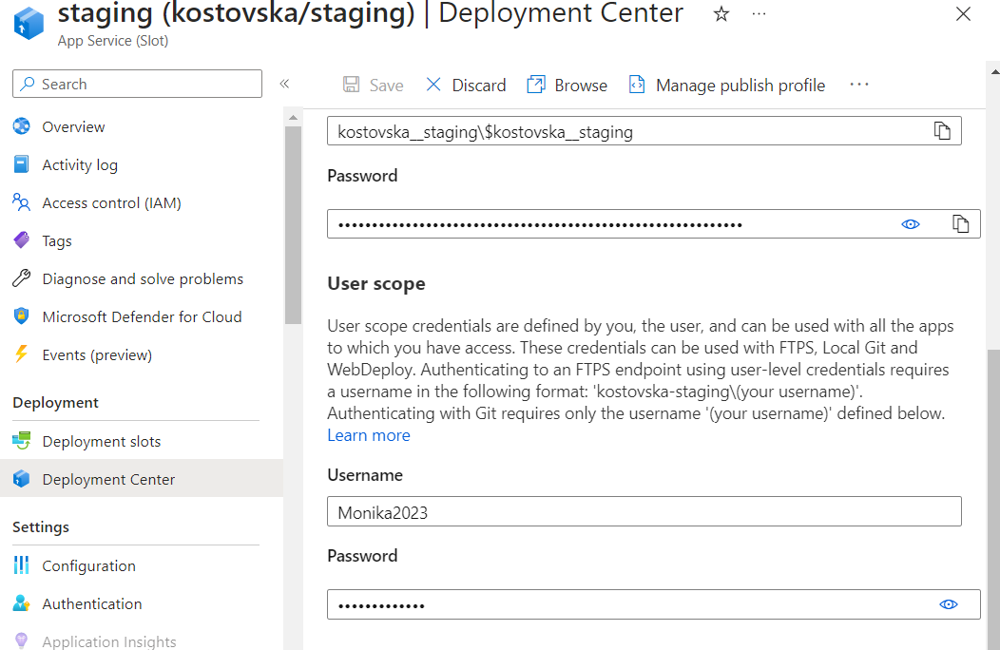 staging (kostovska/staging) | Deployment Center
App Service (Slot)
Search
Overview
Activity log
Access control (IAM)
Tags
Diagnose and solve problems
Microsoft Defender for Cloud
Events (preview)
Deployment
Deployment slots
Deployment Center
Settings
Configuration
Authentication
Application Insights
Save
Discard
Browse
Manage publish profile
kostovska__staging\$kostovska__staging
Password
User scope
User scope credentials are defined by you, the user, and can be used with all the apps
to which you have access. These credentials can be used with FTPS, Local Git and
WebDeploy. Authenticating to an FTPS endpoint using user-level credentials requires
a username in the following format: 'kostovska-staging\(your username)'.
Authenticating with Git requires only the username '(your username)' defined below.
Learn more
Username
Monika2023
Password